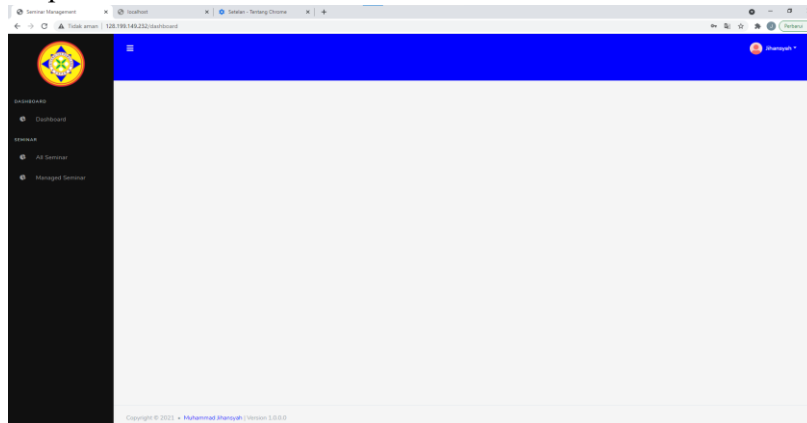 Seminar Management
localhost
Setelan - Tentang Chrome
Tidak aman
128.199.149.232/dashboard
Perbarui
Jihansyah
DASHBOARD
Dashboard
SEMINAR
All Seminar
Managed Seminar
Copyright © 2021 • Muhammad Jihansyah | Version 1.0.0.0